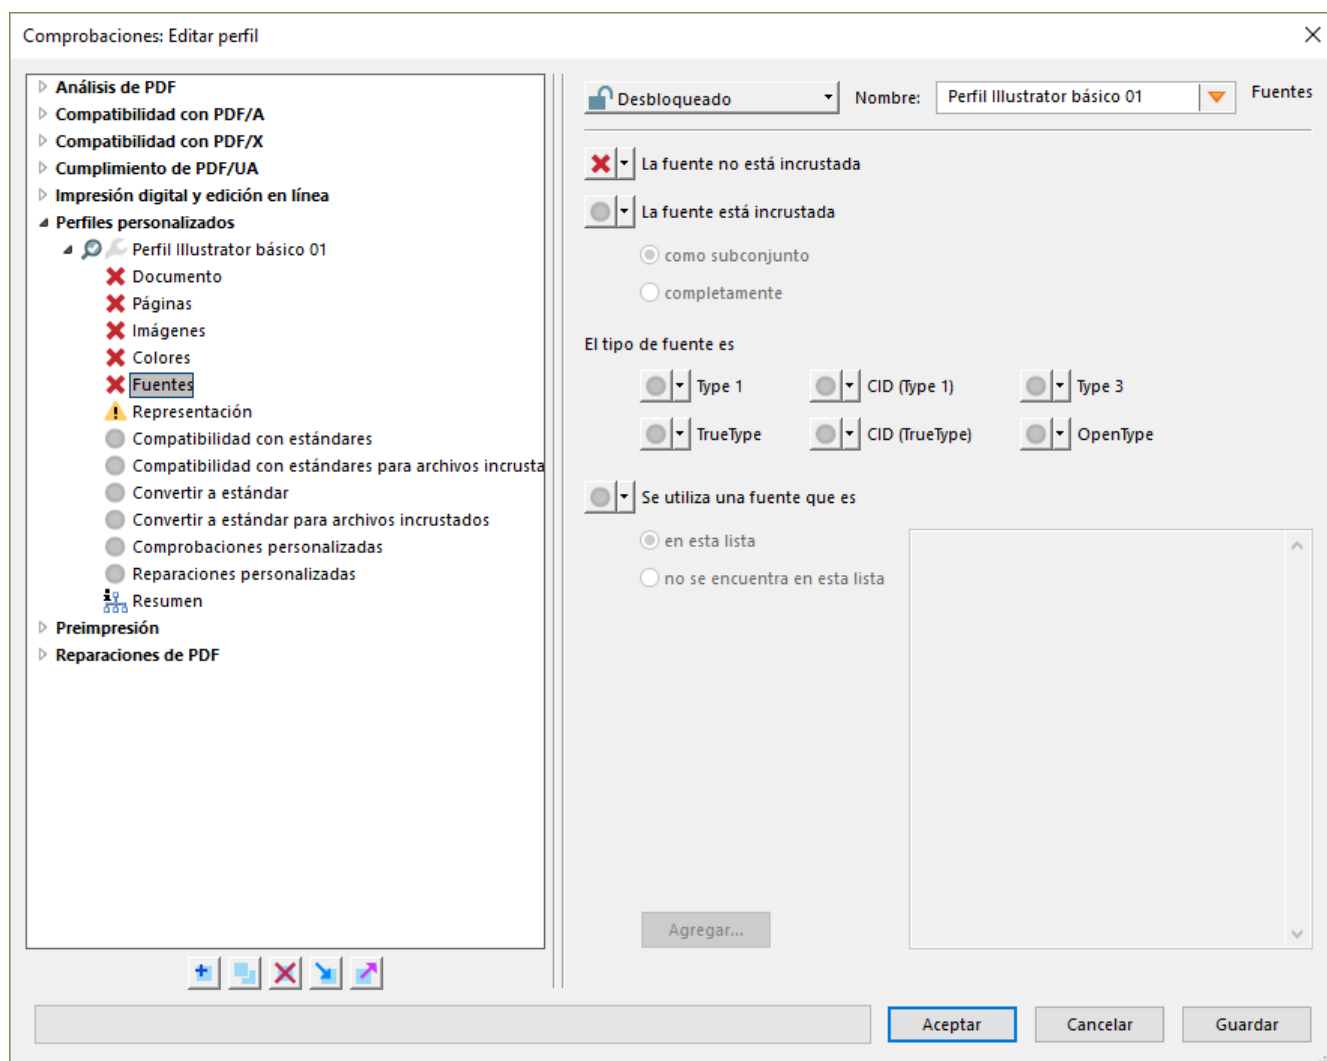 Comprobaciones: Editar perfil
Análisis de PDF
Compatibilidad con PDF/A
Compatibilidad con PDF/X
Cumplimiento de PDF/UA
Impresión digital y edición en línea
Perfiles personalizados
Perfil Illustrator básico 01
Documento
Páginas
Imágenes
Colores
Fuentes
Representación
Compatibilidad con estándares
Compatibilidad con estándares para archivos incrusta
Convertir a estándar
Convertir a estándar para archivos incrustados
Comprobaciones personalizadas
Reparaciones personalizadas
Resumen
Preimpresión
Reparaciones de PDF
Desbloqueado Nombre: Perfil Illustrator básico 01 Fuentes
La fuente no está incrustada
La fuente está incrustada
como subconjunto
completamente
El tipo de fuente es
Type 1 CID (Type 1) Type 3
TrueType CID (TrueType) OpenType
Se utiliza una fuente que es
en esta lista
no se encuentra en esta lista
Agregar...
Aceptar Cancelar Guardar